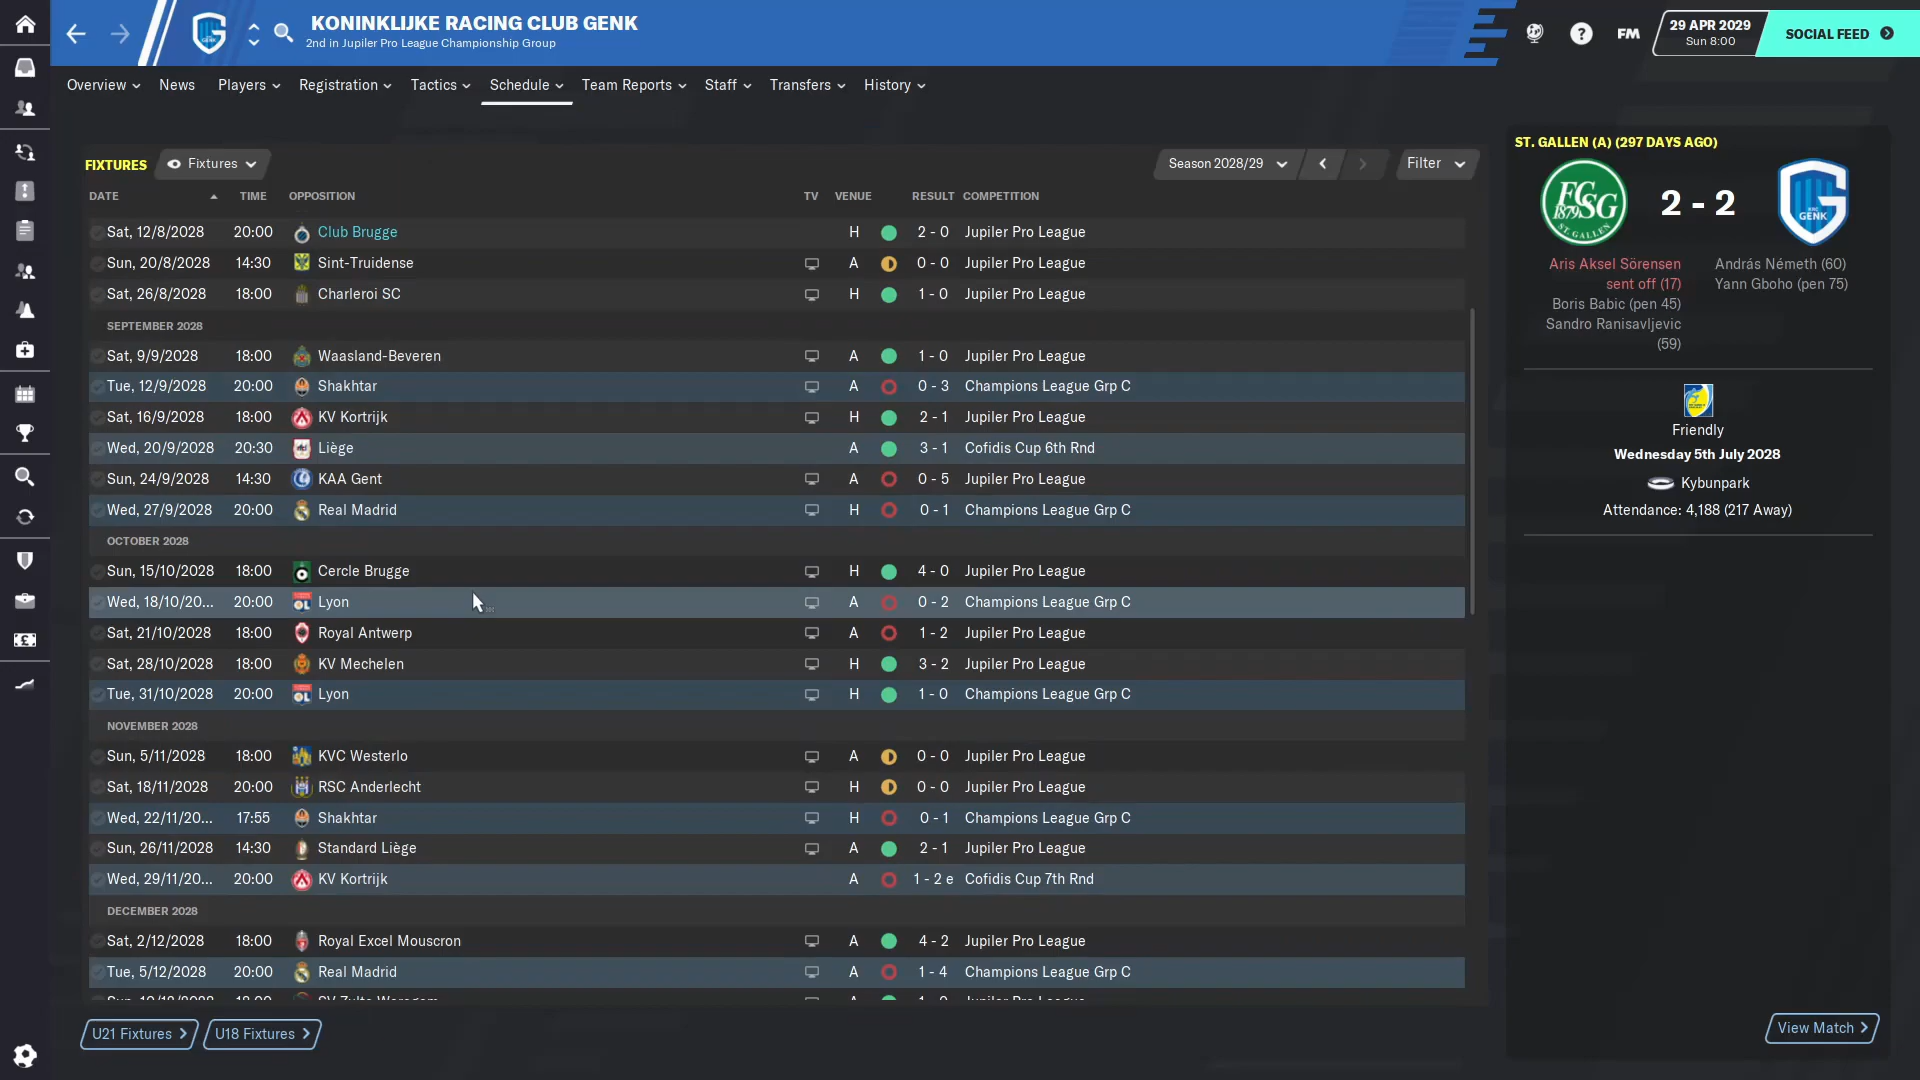 KONINKLIJKE RACING CLUB GENK
2nd in Jupiler Pro League Championship Group
FM
29 APR 2029
Sun 8:00
SOCIAL FEED
Overview News Players Registration Tactics Schedule Team Reports Staff Transfers History
FIXTURES Fixtures Season 2028/29 Filter
DATE TIME OPPOSITION TV VENUE RESULT COMPETITION
Sat, 12/8/2028 20:00 Club Brugge H 2 - 0 Jupiler Pro League
Sun, 20/8/2028 14:30 Sint-Truidense A 0 - 0 Jupiler Pro League
Sat, 26/8/2028 18:00 Charleroi SC H 1 - 0 Jupiler Pro League
SEPTEMBER 2028
Sat, 9/9/2028 18:00 Waasland-Beveren A 1 - 0 Jupiler Pro League
Tue, 12/9/2028 20:00 Shakhtar A 0 - 3 Champions League Grp C
Sat, 16/9/2028 18:00 KV Kortrijk H 2 - 1 Jupiler Pro League
Wed, 20/9/2028 20:30 Liège A 3 - 1 Cofidis Cup 6th Rnd
Sun, 24/9/2028 14:30 KAA Gent A 0 - 5 Jupiler Pro League
Wed, 27/9/2028 20:00 Real Madrid H 0 - 1 Champions League Grp C
OCTOBER 2028
Sun, 15/10/2028 18:00 Cercle Brugge H 4 - 0 Jupiler Pro League
Wed, 18/10/20... 20:00 Lyon A 0 - 2 Champions League Grp C
Sat, 21/10/2028 18:00 Royal Antwerp A 1 - 2 Jupiler Pro League
Sat, 28/10/2028 18:00 KV Mechelen H 3 - 2 Jupiler Pro League
Tue, 31/10/2028 20:00 Lyon H 1 - 0 Champions League Grp C
NOVEMBER 2028
Sun, 5/11/2028 18:00 KVC Westerlo A 0 - 0 Jupiler Pro League
Sat, 18/11/2028 20:00 RSC Anderlecht H 0 - 0 Jupiler Pro League
Wed, 22/11/20... 17:55 Shakhtar H 0 - 1 Champions League Grp C
Sun, 26/11/2028 14:30 Standard Liège A 2 - 1 Jupiler Pro League
Wed, 29/11/20... 20:00 KV Kortrijk A 1 - 2 e Cofidis Cup 7th Rnd
DECEMBER 2028
Sat, 2/12/2028 18:00 Royal Excel Mouscron A 4 - 2 Jupiler Pro League
Tue, 5/12/2028 20:00 Real Madrid A 1 - 4 Champions League Grp C
U21 Fixtures U18 Fixtures
ST. GALLEN (A) (297 DAYS AGO)
FCSG
1879
ST. GALLEN
2 - 2
GENK
Aris Aksel Sörensen
sent off (17)
Boris Babic (pen 45)
Sandro Ranisavljevic
(59)
András Németh (60)
Yann Gboho (pen 75)
Friendly
Wednesday 5th July 2028
Kybunpark
Attendance: 4,188 (217 Away)
View Match